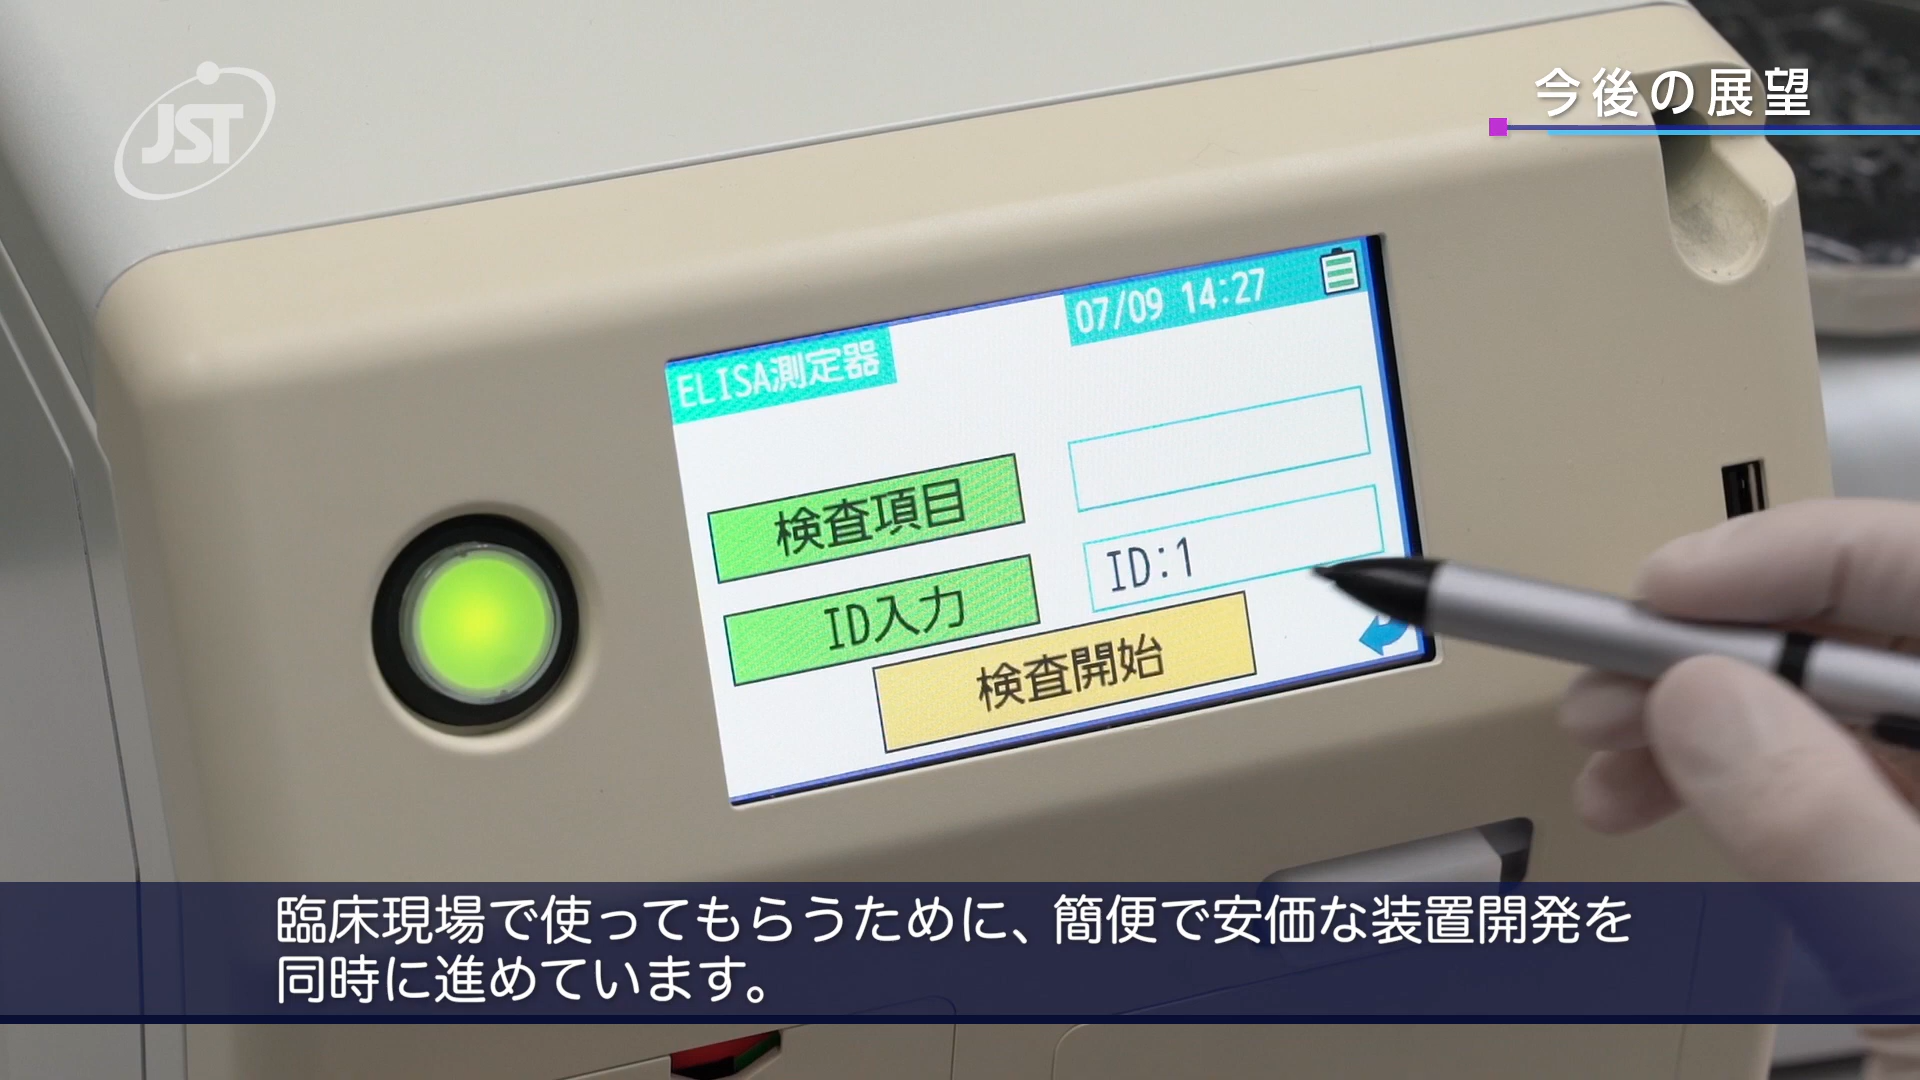 JST
今後の展望
07/09 14:27
ELISA測定器
検査項目
ID入力
ID:1
検査開始
臨床現場で使ってもらうために、簡便で安価な装置開発を
同時に進めています。